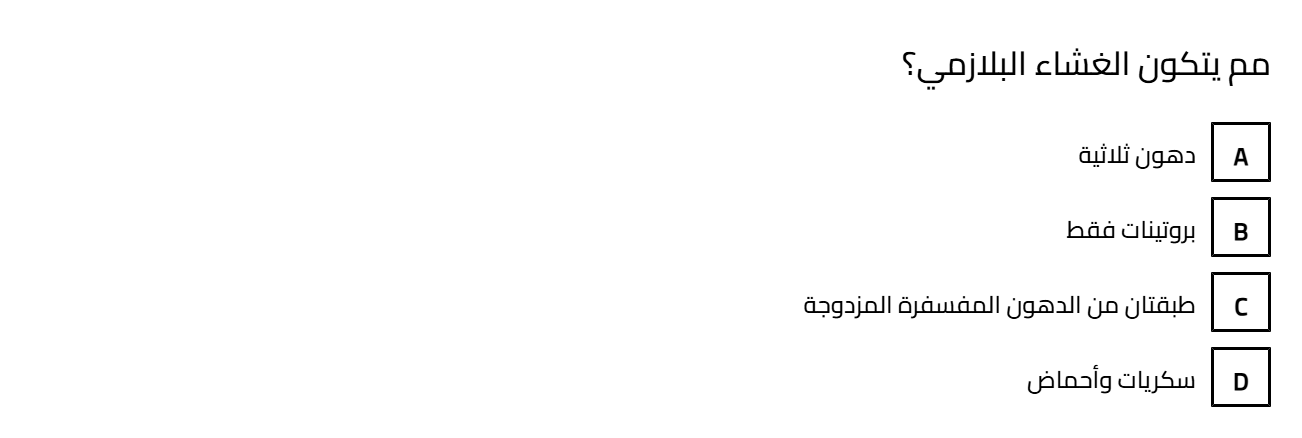 مم يتكون الغشاء البلازمي؟
A دهون ثلاثية
B بروتينات فقط
C طبقتان من الدهون المفسفرة المزدوجة
D سكريات وأحماض